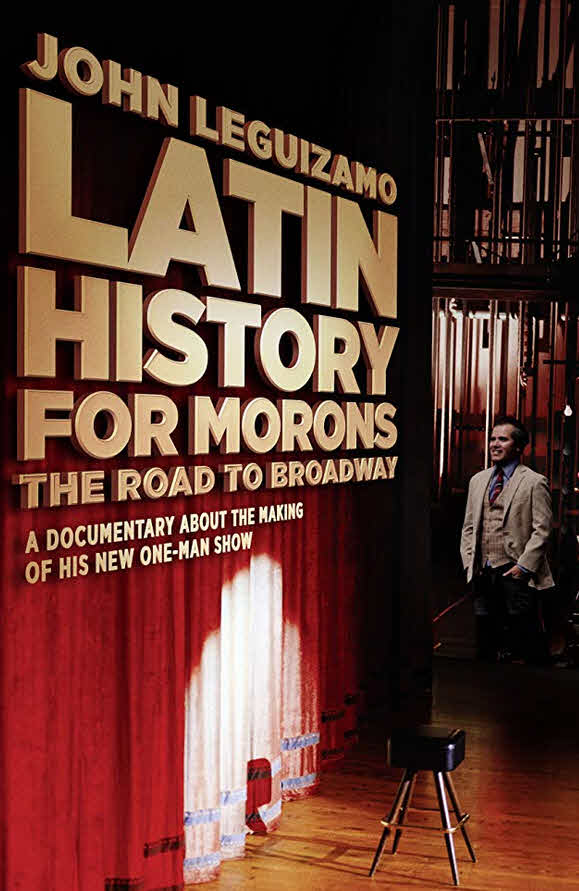 JOHN LEGUIZAMO
LATIN
HISTORY
FOR MORONS
THE ROAD TO BROADWAY
A DOCUMENTARY ABOUT THE MAKING
OF HIS NEW ONE-MAN SHOW